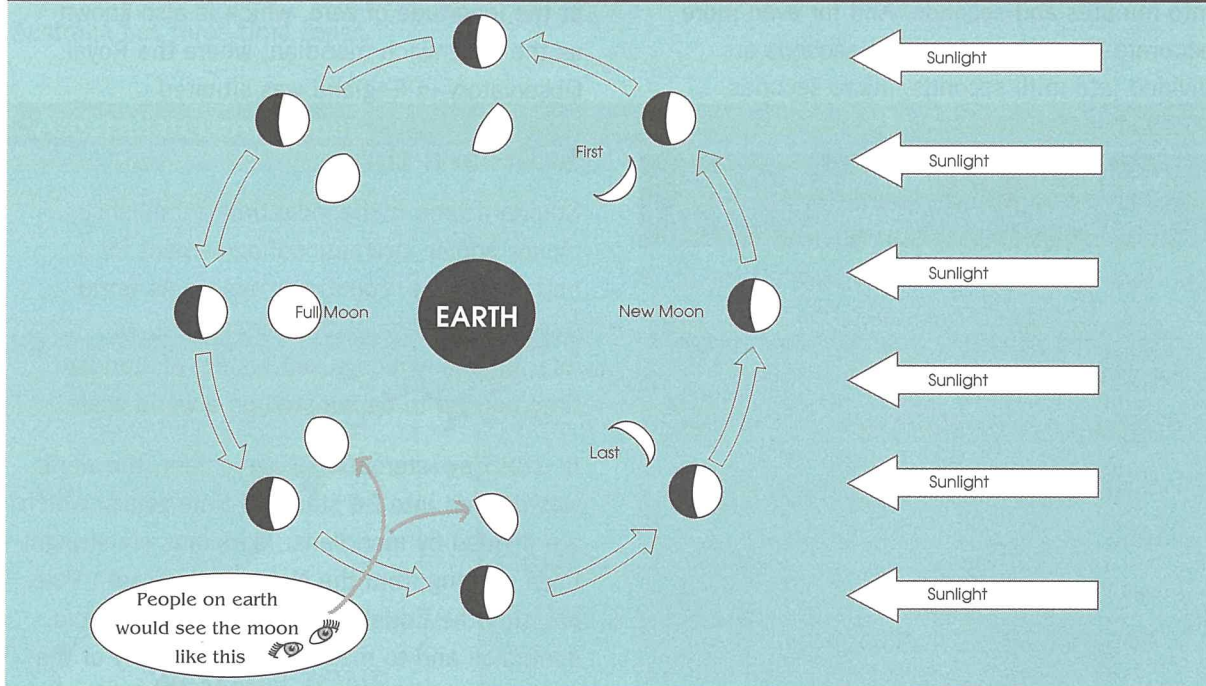 Sunlight
First
Sunlight
Sunlight
Full Moon
EARTH
New Moon
Sunlight
Last
Sunlight
Sunlight
People on earth
would see the moon
like this